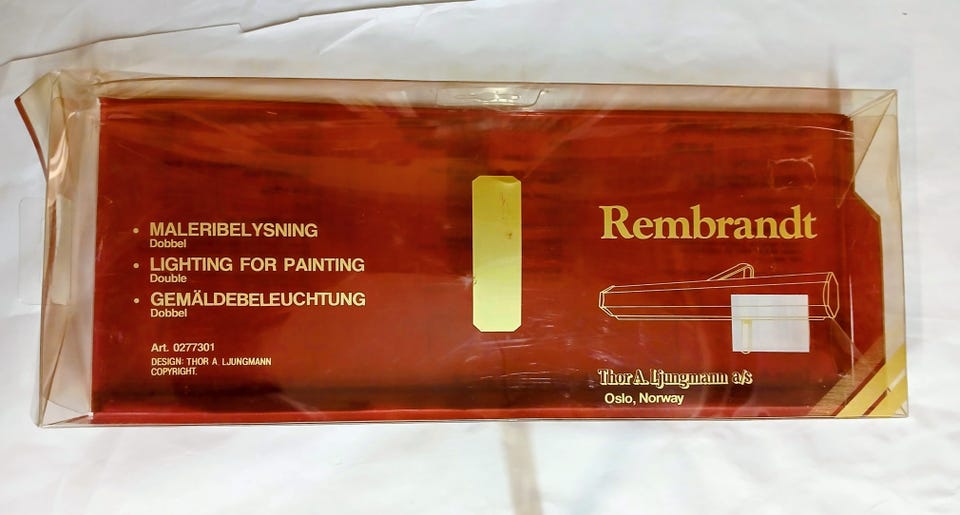 • MALERIBELYSNING
Dobbel
• LIGHTING FOR PAINTING
Double
• GEMÄLDEBELEUCHTUNG
Dobbel
Art. 0277301
DESIGN: THOR A. LJUNGMANN
COPYRIGHT.
Rembrandt
Thor A. Ljungmann a/s
Oslo, Norway